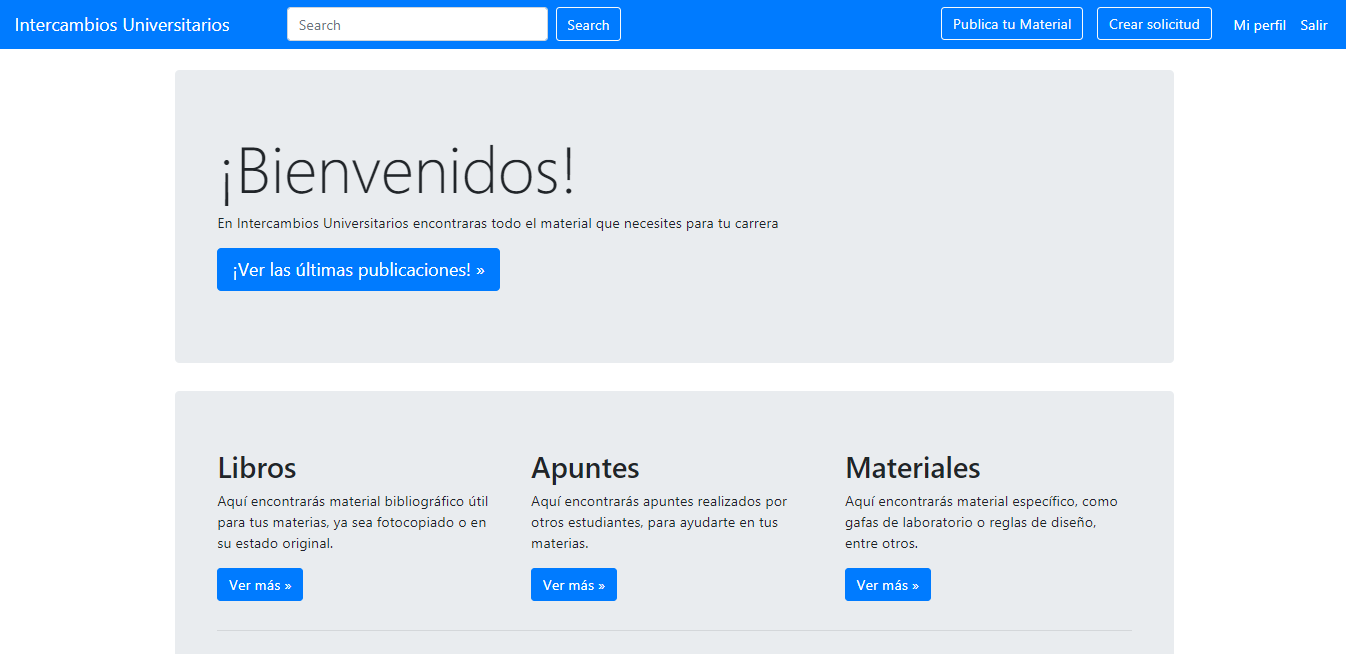 Intercambios Universitarios
Search
Search
Publica tu Material
Crear solicitud
Mi perfil
Salir
¡Bienvenidos!
En Intercambios Universitarios encontraras todo el material que necesites para tu carrera
¡Ver las últimas publicaciones! »
Libros
Aquí encontrarás material bibliográfico útil
para tus materias, ya sea fotocopiado o en
su estado original.
Ver más »
Apuntes
Aquí encontrarás apuntes realizados por
otros estudiantes, para ayudarte en tus
materias.
Ver más »
Materiales
Aquí encontrarás material específico, como
gafas de laboratorio o reglas de diseño,
entre otros.
Ver más »